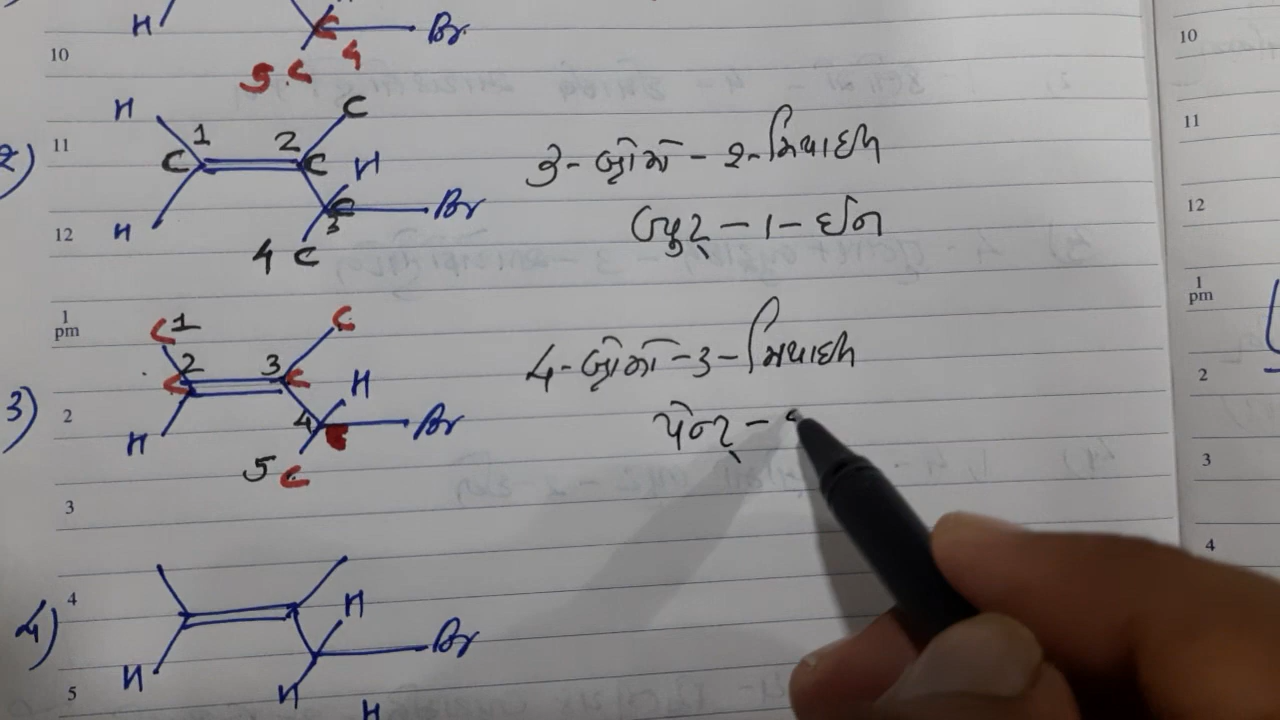 H Br
10 C 10
5 C 4
H C
2) 11 C 1 2 C H 3-બ્રોમો-2-મિથાઇલ 11
H C 3 Br
12 4 C બ્યુટ્-1-ઈન 12
1 pm C 1 C 1 pm
C 2 3 C H 4-બ્રોમો-3-મિથાઇલ 2
3) 2 H 4 C Br પેન્ટ્-
5 C
3 3
4) 4 H 4
H Br
5 H
H